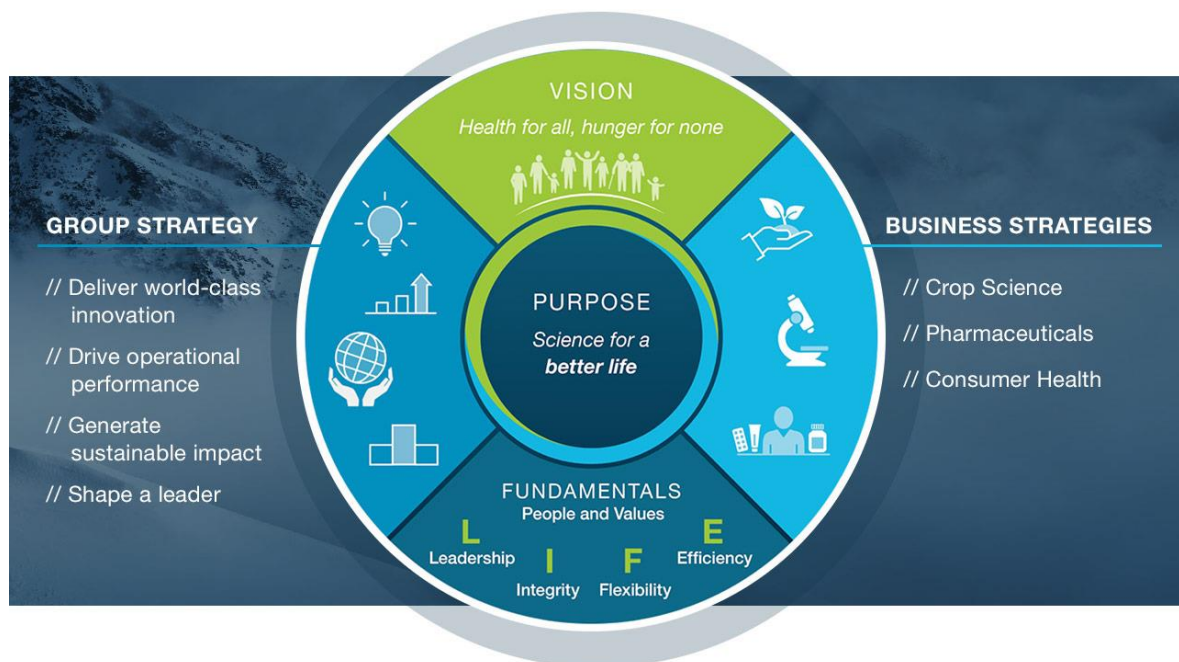 VISION
Health for all, hunger for none
GROUP STRATEGY
// Deliver world-class
innovation
// Drive operational
performance
// Generate
sustainable impact
// Shape a leader
PURPOSE
Science for a
better life
BUSINESS STRATEGIES
// Crop Science
// Pharmaceuticals
// Consumer Health
FUNDAMENTALS
People and Values
L
Leadership
I
Integrity
F
Flexibility
E
Efficiency